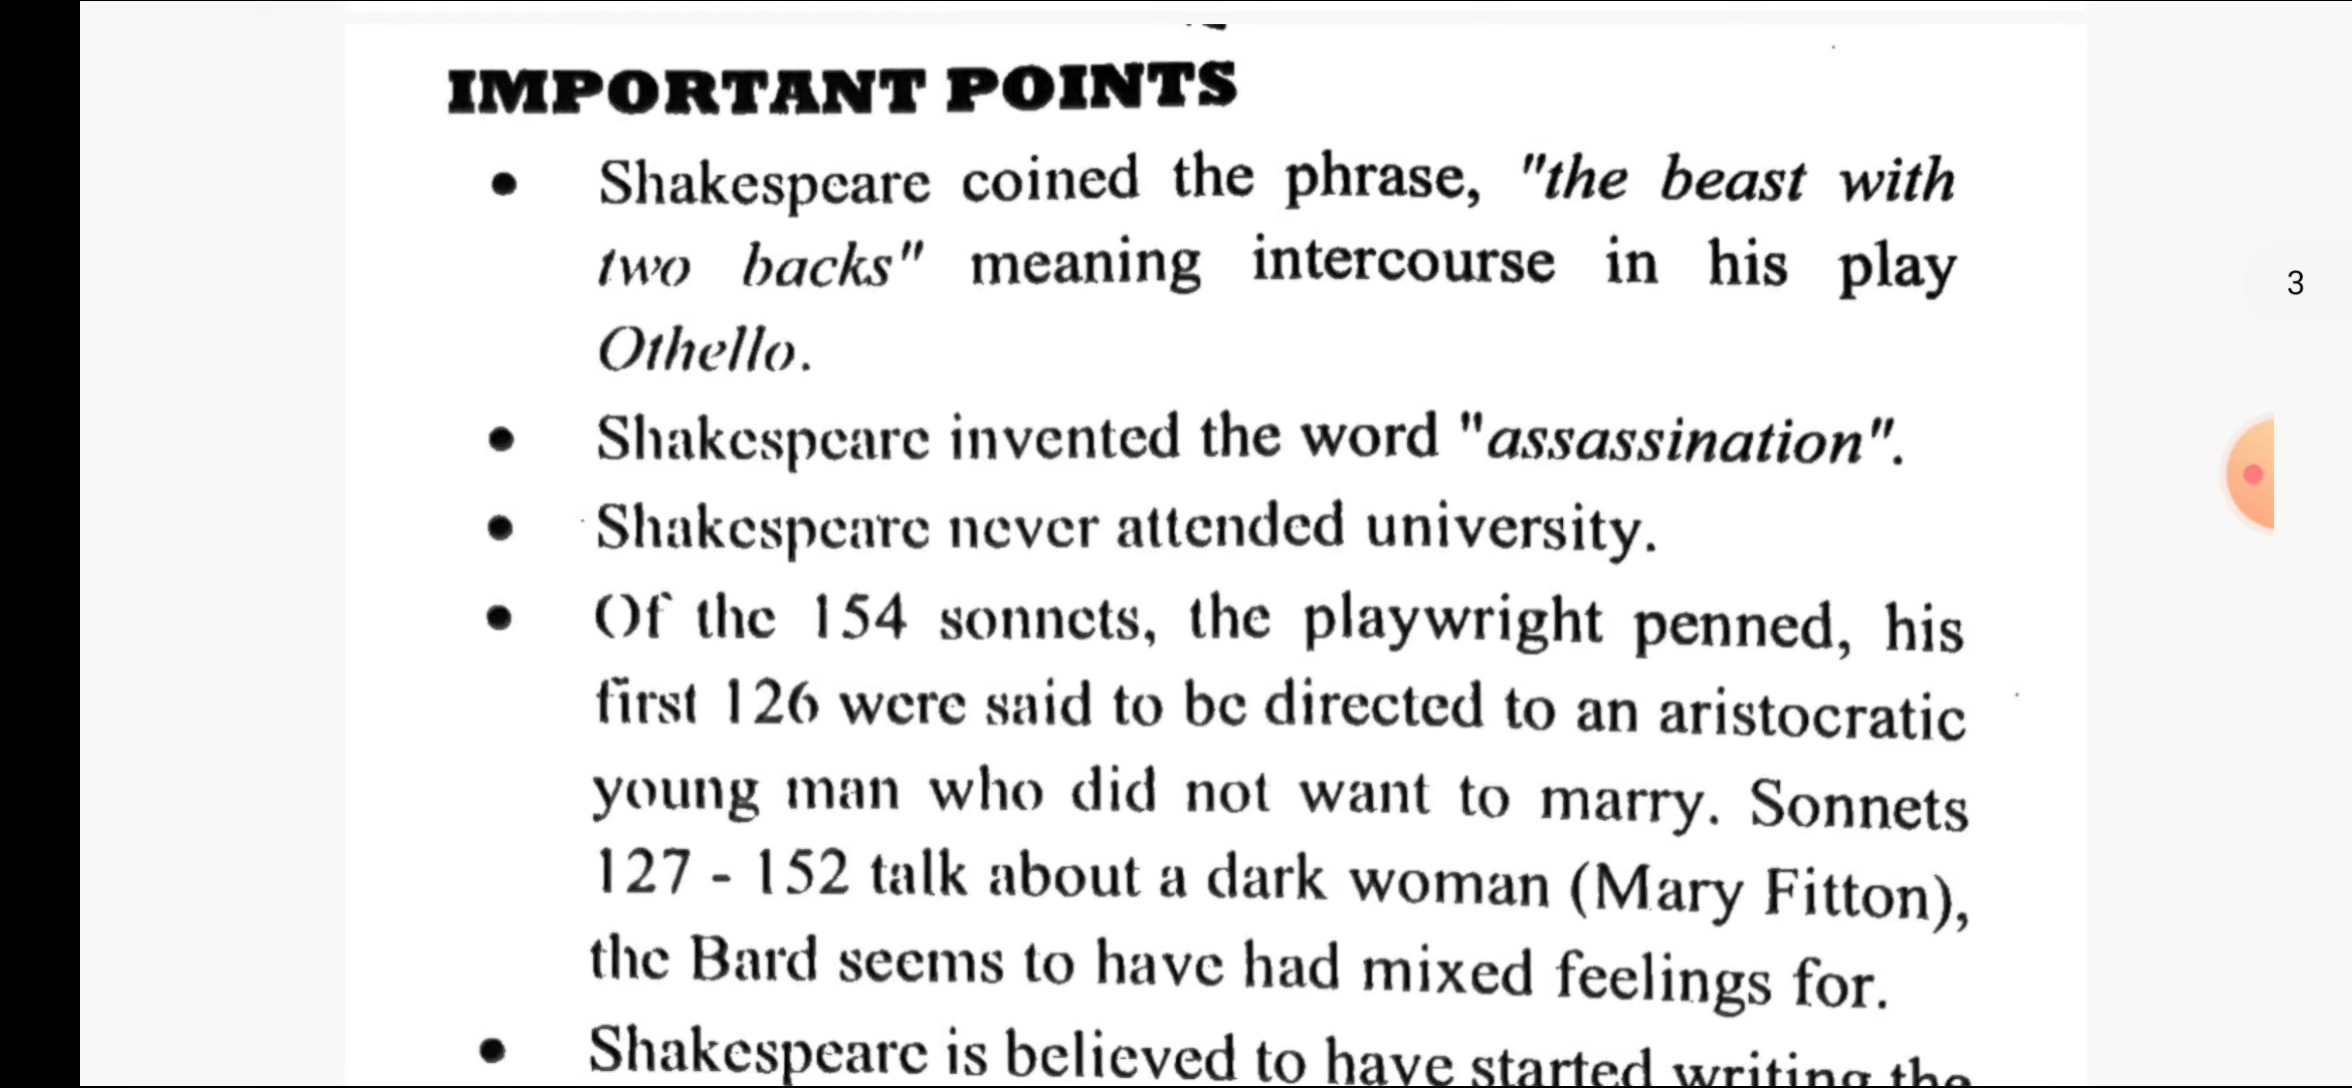 IMPORTANT POINTS
• Shakespeare coined the phrase, "the beast with
two backs" meaning intercourse in his play
Othello.
• Shakespeare invented the word "assassination".
• Shakespeare never attended university.
• Of the 154 sonnets, the playwright penned, his
first 126 were said to be directed to an aristocratic
young man who did not want to marry. Sonnets
127 - 152 talk about a dark woman (Mary Fitton),
the Bard seems to have had mixed feelings for.
• Shakespeare is believed to have started writing the
3